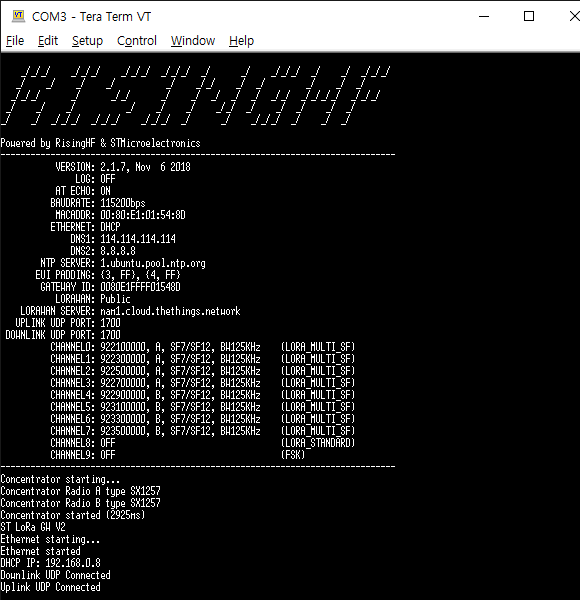 COM3 - Tera Term VT
File Edit Setup Control Window Help
RISINGHF
Powered by RisingHF & STMicroelectronics
-------------------------------------------------------------------------------
VERSION: 2.1.7, Nov  6 2018
LOG: OFF
AT ECHO: ON
BAUDRATE: 115200bps
MACADDR: 00:80:E1:01:54:8D
ETHERNET: DHCP
DNS1: 114.114.114.114
DNS2: 8.8.8.8
NTP SERVER: 1.ubuntu.pool.ntp.org
EUI PADDING: {3, FF}, {4, FF}
GATEWAY ID: 0080E1FFFF01548D
LORAWAN: Public
LORAWAN SERVER: nam1.cloud.thethings.network
UPLINK UDP PORT: 1700
DOWNLINK UDP PORT: 1700
CHANNEL0: 922100000, A, SF7/SF12, BW125KHz (LORA_MULTI_SF)
CHANNEL1: 922300000, A, SF7/SF12, BW125KHz (LORA_MULTI_SF)
CHANNEL2: 922500000, A, SF7/SF12, BW125KHz (LORA_MULTI_SF)
CHANNEL3: 922700000, A, SF7/SF12, BW125KHz (LORA_MULTI_SF)
CHANNEL4: 922900000, B, SF7/SF12, BW125KHz (LORA_MULTI_SF)
CHANNEL5: 923100000, B, SF7/SF12, BW125KHz (LORA_MULTI_SF)
CHANNEL6: 923300000, B, SF7/SF12, BW125KHz (LORA_MULTI_SF)
CHANNEL7: 923500000, B, SF7/SF12, BW125KHz (LORA_MULTI_SF)
CHANNEL8: OFF (LORA_STANDARD)
CHANNEL9: OFF (FSK)
-------------------------------------------------------------------------------
Concentrator starting...
Concentrator Radio A type SX1257
Concentrator Radio B type SX1257
Concentrator started (2925ms)
ST LoRa GW V2
Ethernet starting...
Ethernet started
DHCP IP: 192.168.0.8
Downlink UDP Connected
Uplink UDP Connected